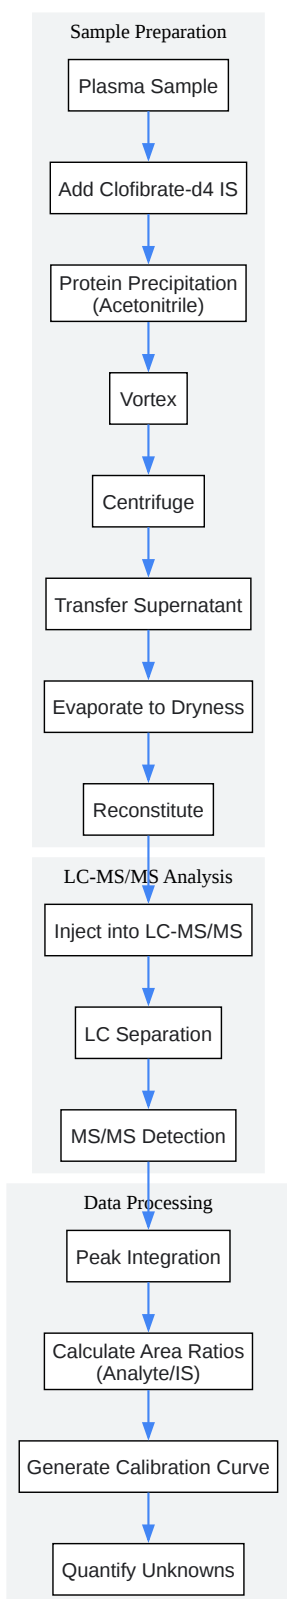 Sample Preparation
Plasma Sample
Add Clofibrate-d4 IS
Protein Precipitation
(Acetonitrile)
Vortex
Centrifuge
Transfer Supernatant
Evaporate to Dryness
Reconstitute
LC-MS/MS Analysis
Inject into LC-MS/MS
LC Separation
MS/MS Detection
Data Processing
Peak Integration
Calculate Area Ratios
(Analyte/IS)
Generate Calibration Curve
Quantify Unknowns